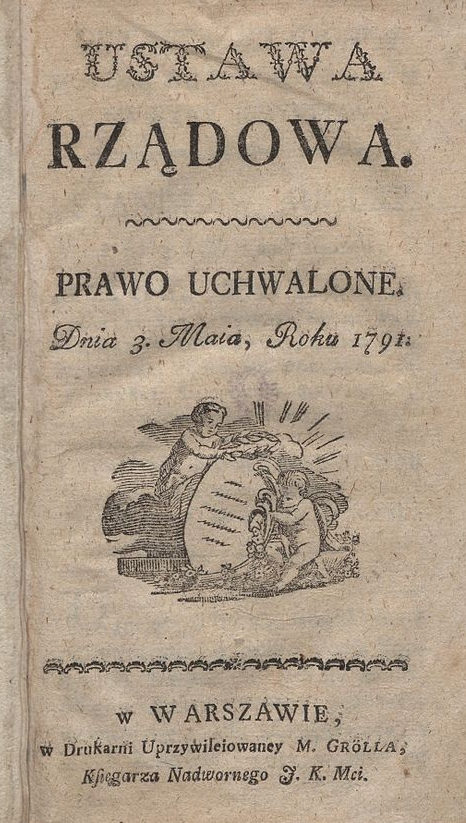 USTAWA
RZĄDOWA.
PRAWO UCHWALONE.
Dnia 3. Maia, Roku 1791.
w WARSZAWIE,
w Drukarni Uprzywileiowaney M. GRÖLLA,
Księgarza Nadwornego J. K. Mci.